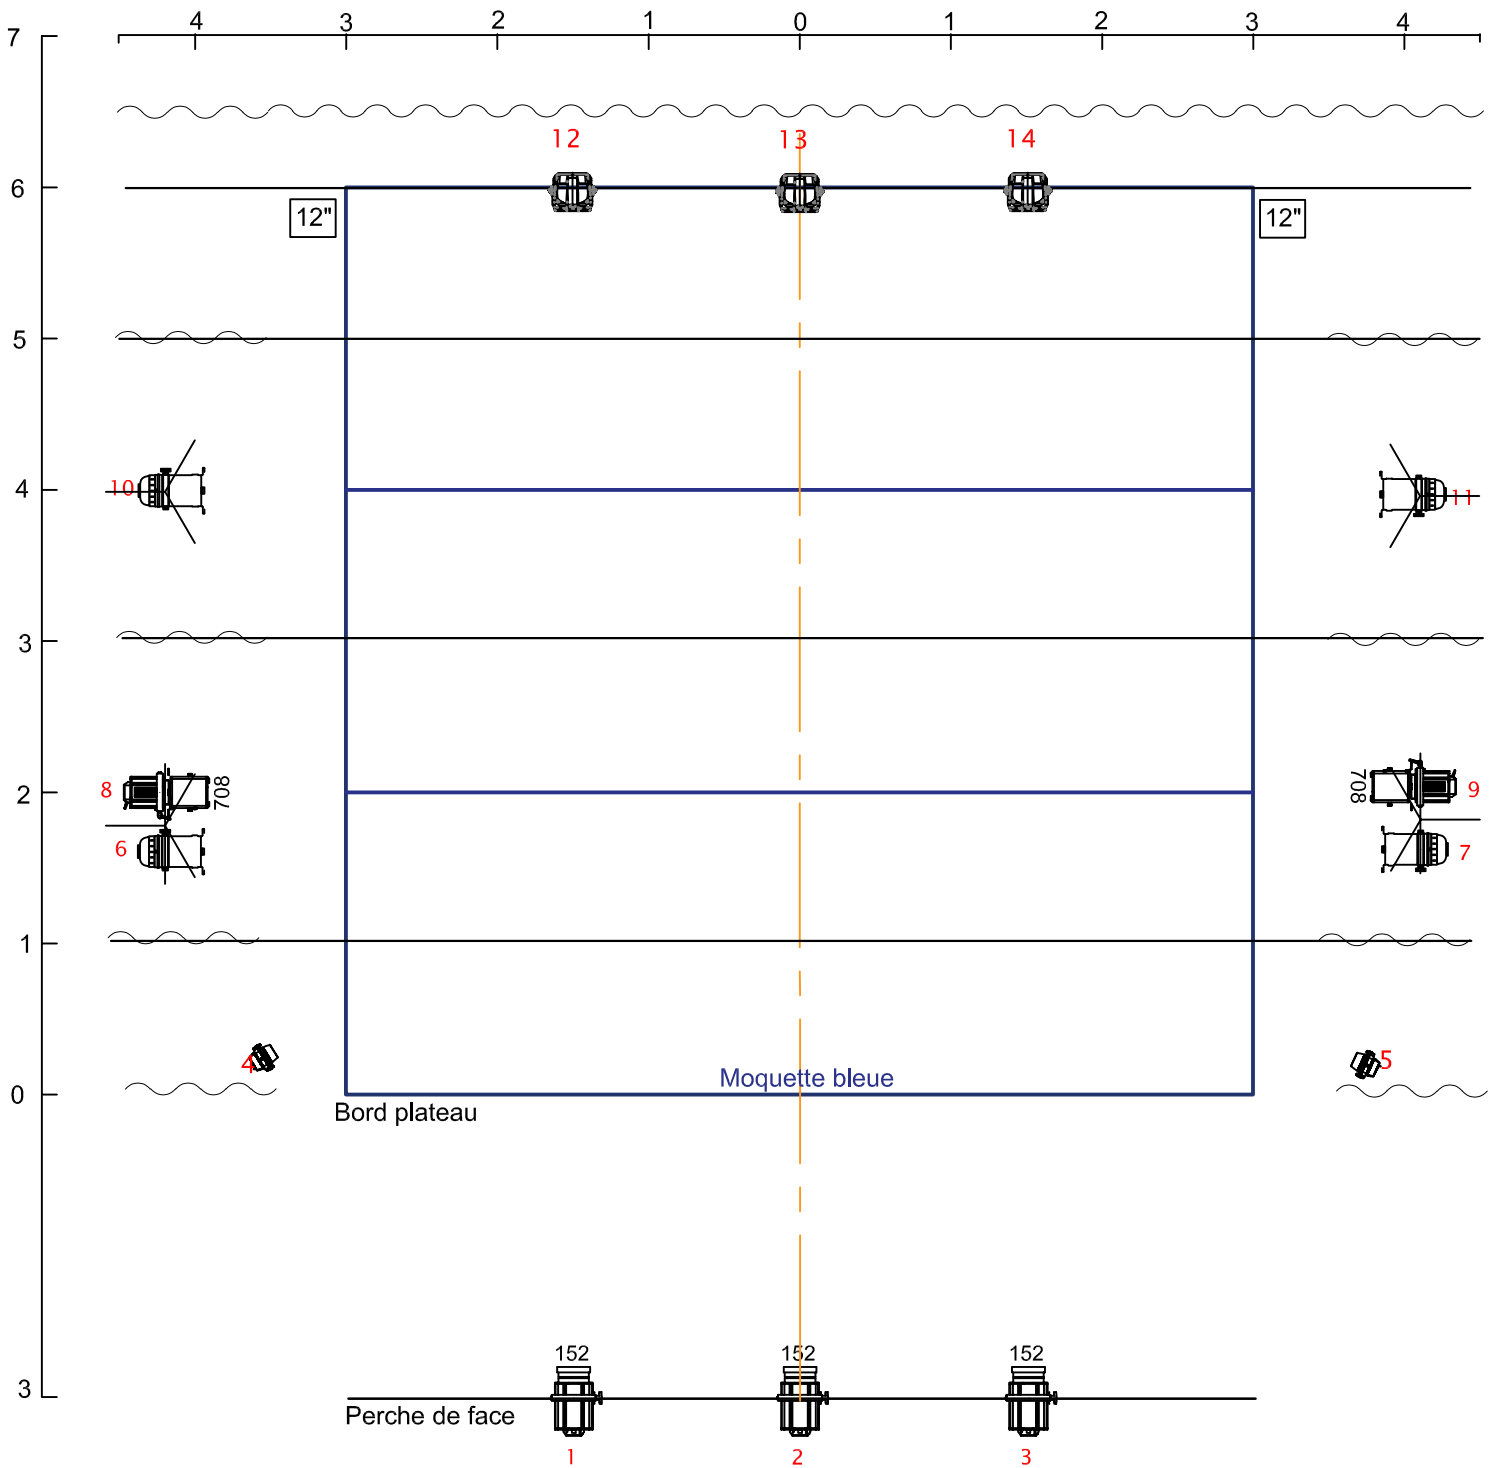 4 3 2 1 0 1 2 3 4
7
12 13 14
6
12" 12"
5
4 10 11
3
8 708 708 9
2
6 7
1
4 5
Moquette bleue
0
Bord plateau
152 152 152
3
Perche de face
1 2 3